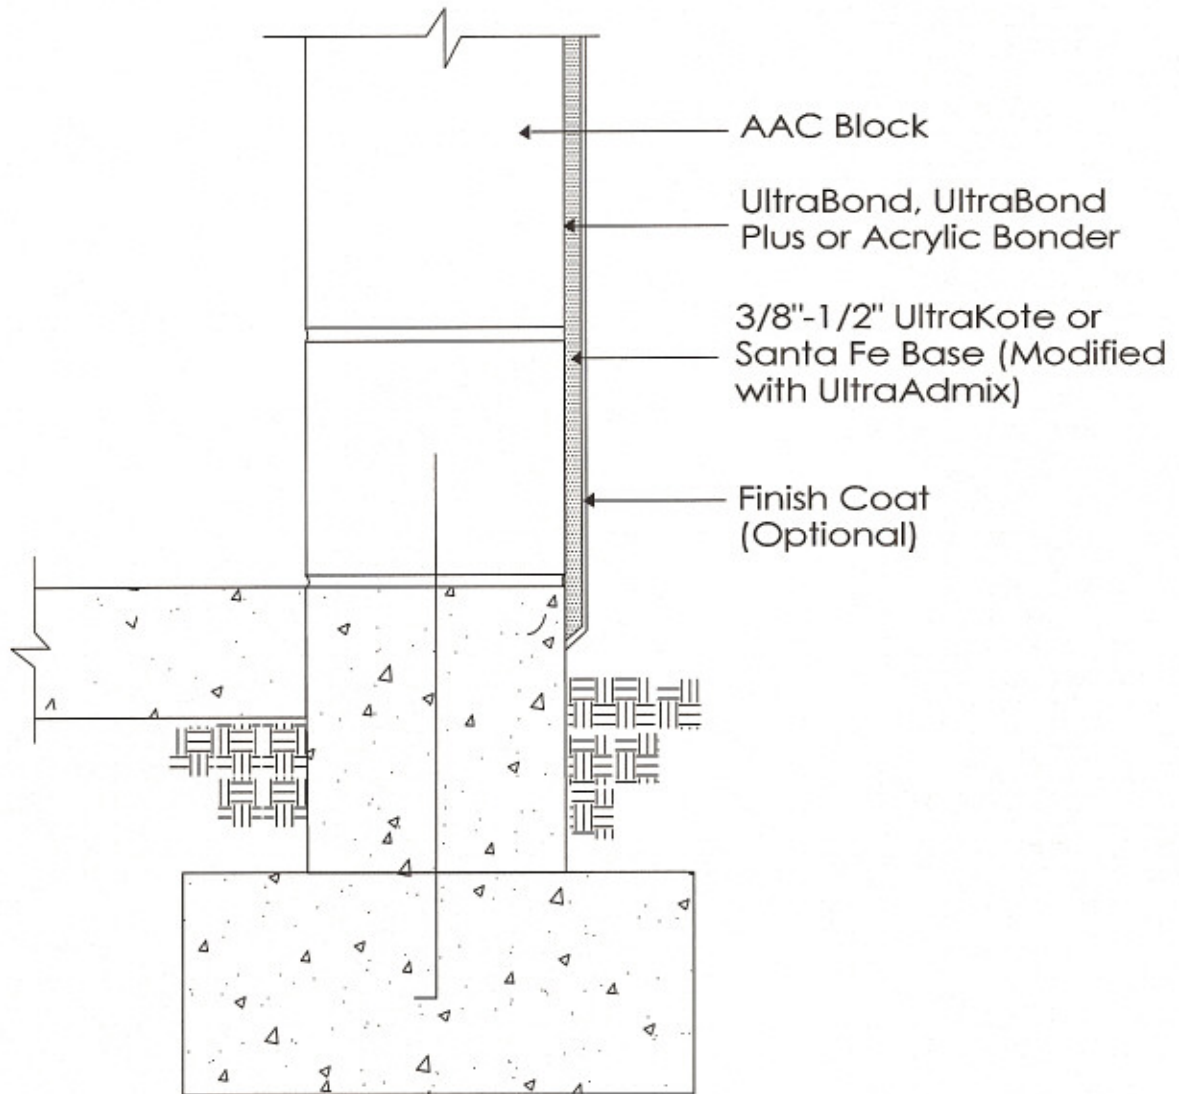 AAC Block
UltraBond, UltraBond
Plus or Acrylic Bonder
3/8"-1/2" UltraKote or
Santa Fe Base (Modified
with UltraAdmix)
Finish Coat
(Optional)